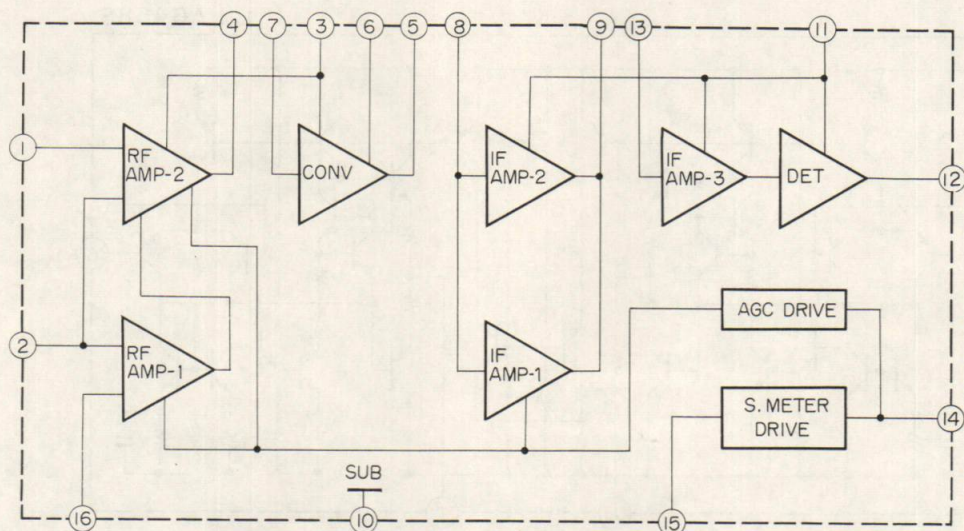 4 7 3 6 5 8 9 13 11
1
RF
AMP-2
CONV
IF
AMP-2
IF
AMP-3
DET
12
AGC DRIVE
2
RF
AMP-1
IF
AMP-1
S. METER
DRIVE
14
SUB
16 10 15